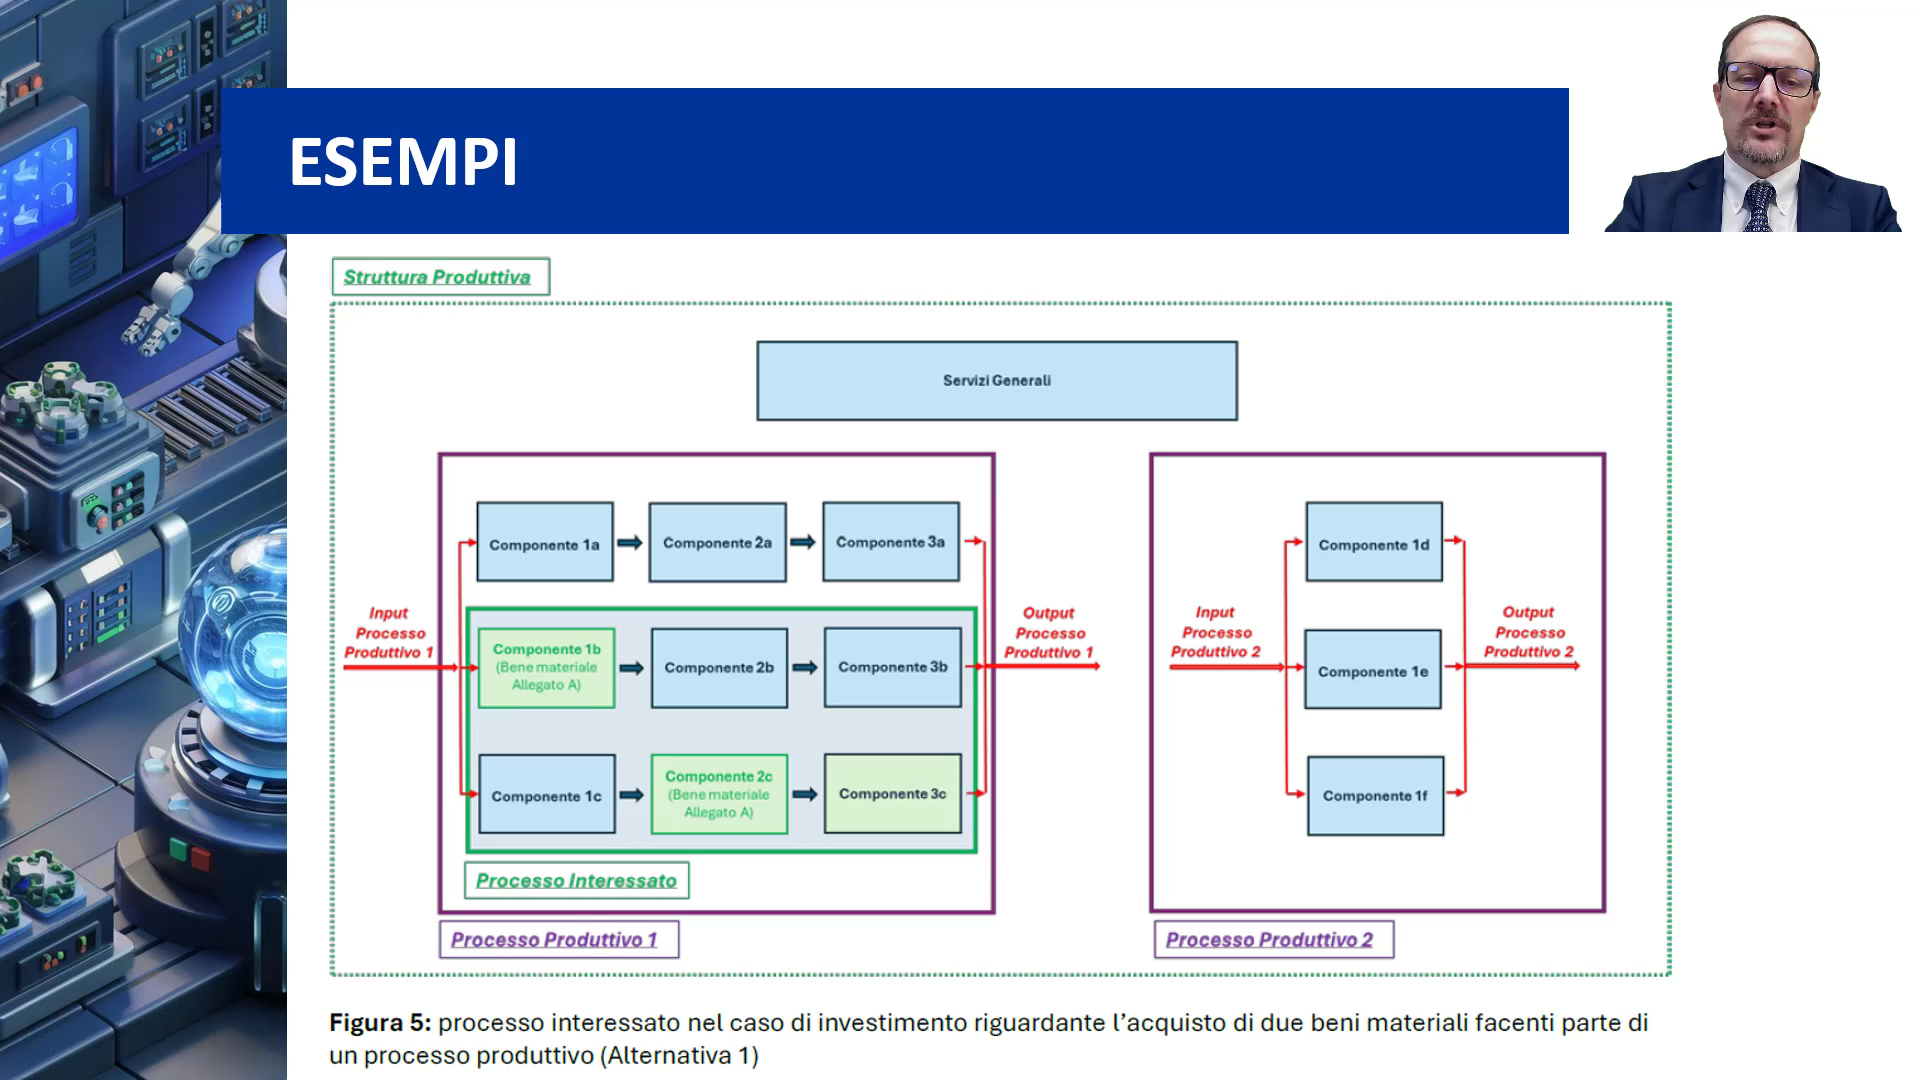 ESEMPI
Struttura Produttiva
Servizi Generali
Componente 1a
Componente 2a
Componente 3a
Input
Processo
Produttivo 1
Componente 1b
(Bene materiale
Allegato A)
Componente 2b
Componente 3b
Output
Processo
Produttivo 1
Componente 1c
Componente 2c
(Bene materiale
Allegato A)
Componente 3c
Processo Interessato
Processo Produttivo 1
Componente 1d
Input
Processo
Produttivo 2
Componente 1e
Output
Processo
Produttivo 2
Componente 1f
Processo Produttivo 2
Figura 5: processo interessato nel caso di investimento riguardante l'acquisto di due beni materiali facenti parte di
un processo produttivo (Alternativa 1)